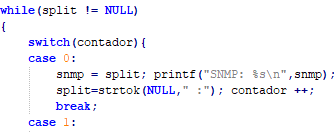 while(split != NULL)
{
switch(contador){
case 0:
snmp = split; printf("SNMP: %s\n",snmp);
split=strtok(NULL," :"); contador ++;
break;
case 1: